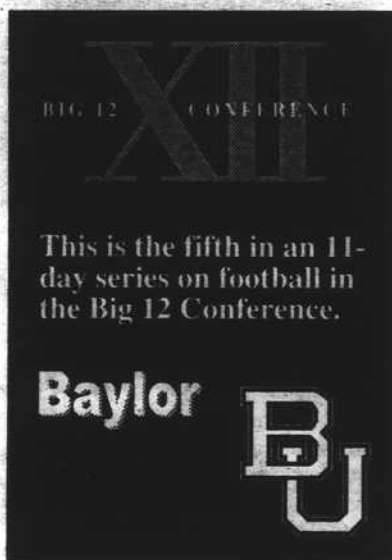 XII
BIG 12 CONFERENCE
This is the fifth in an 11-
day series on football in
the Big 12 Conference.
Baylor
BU